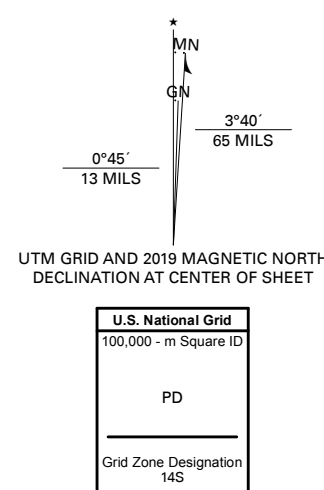 ★
MN
GN
3°40´
65 MILS
0°45´
13 MILS
UTM GRID AND 2019 MAGNETIC NORTH
DECLINATION AT CENTER OF SHEET
U.S. National Grid
100,000 - m Square ID
PD
Grid Zone Designation
14S